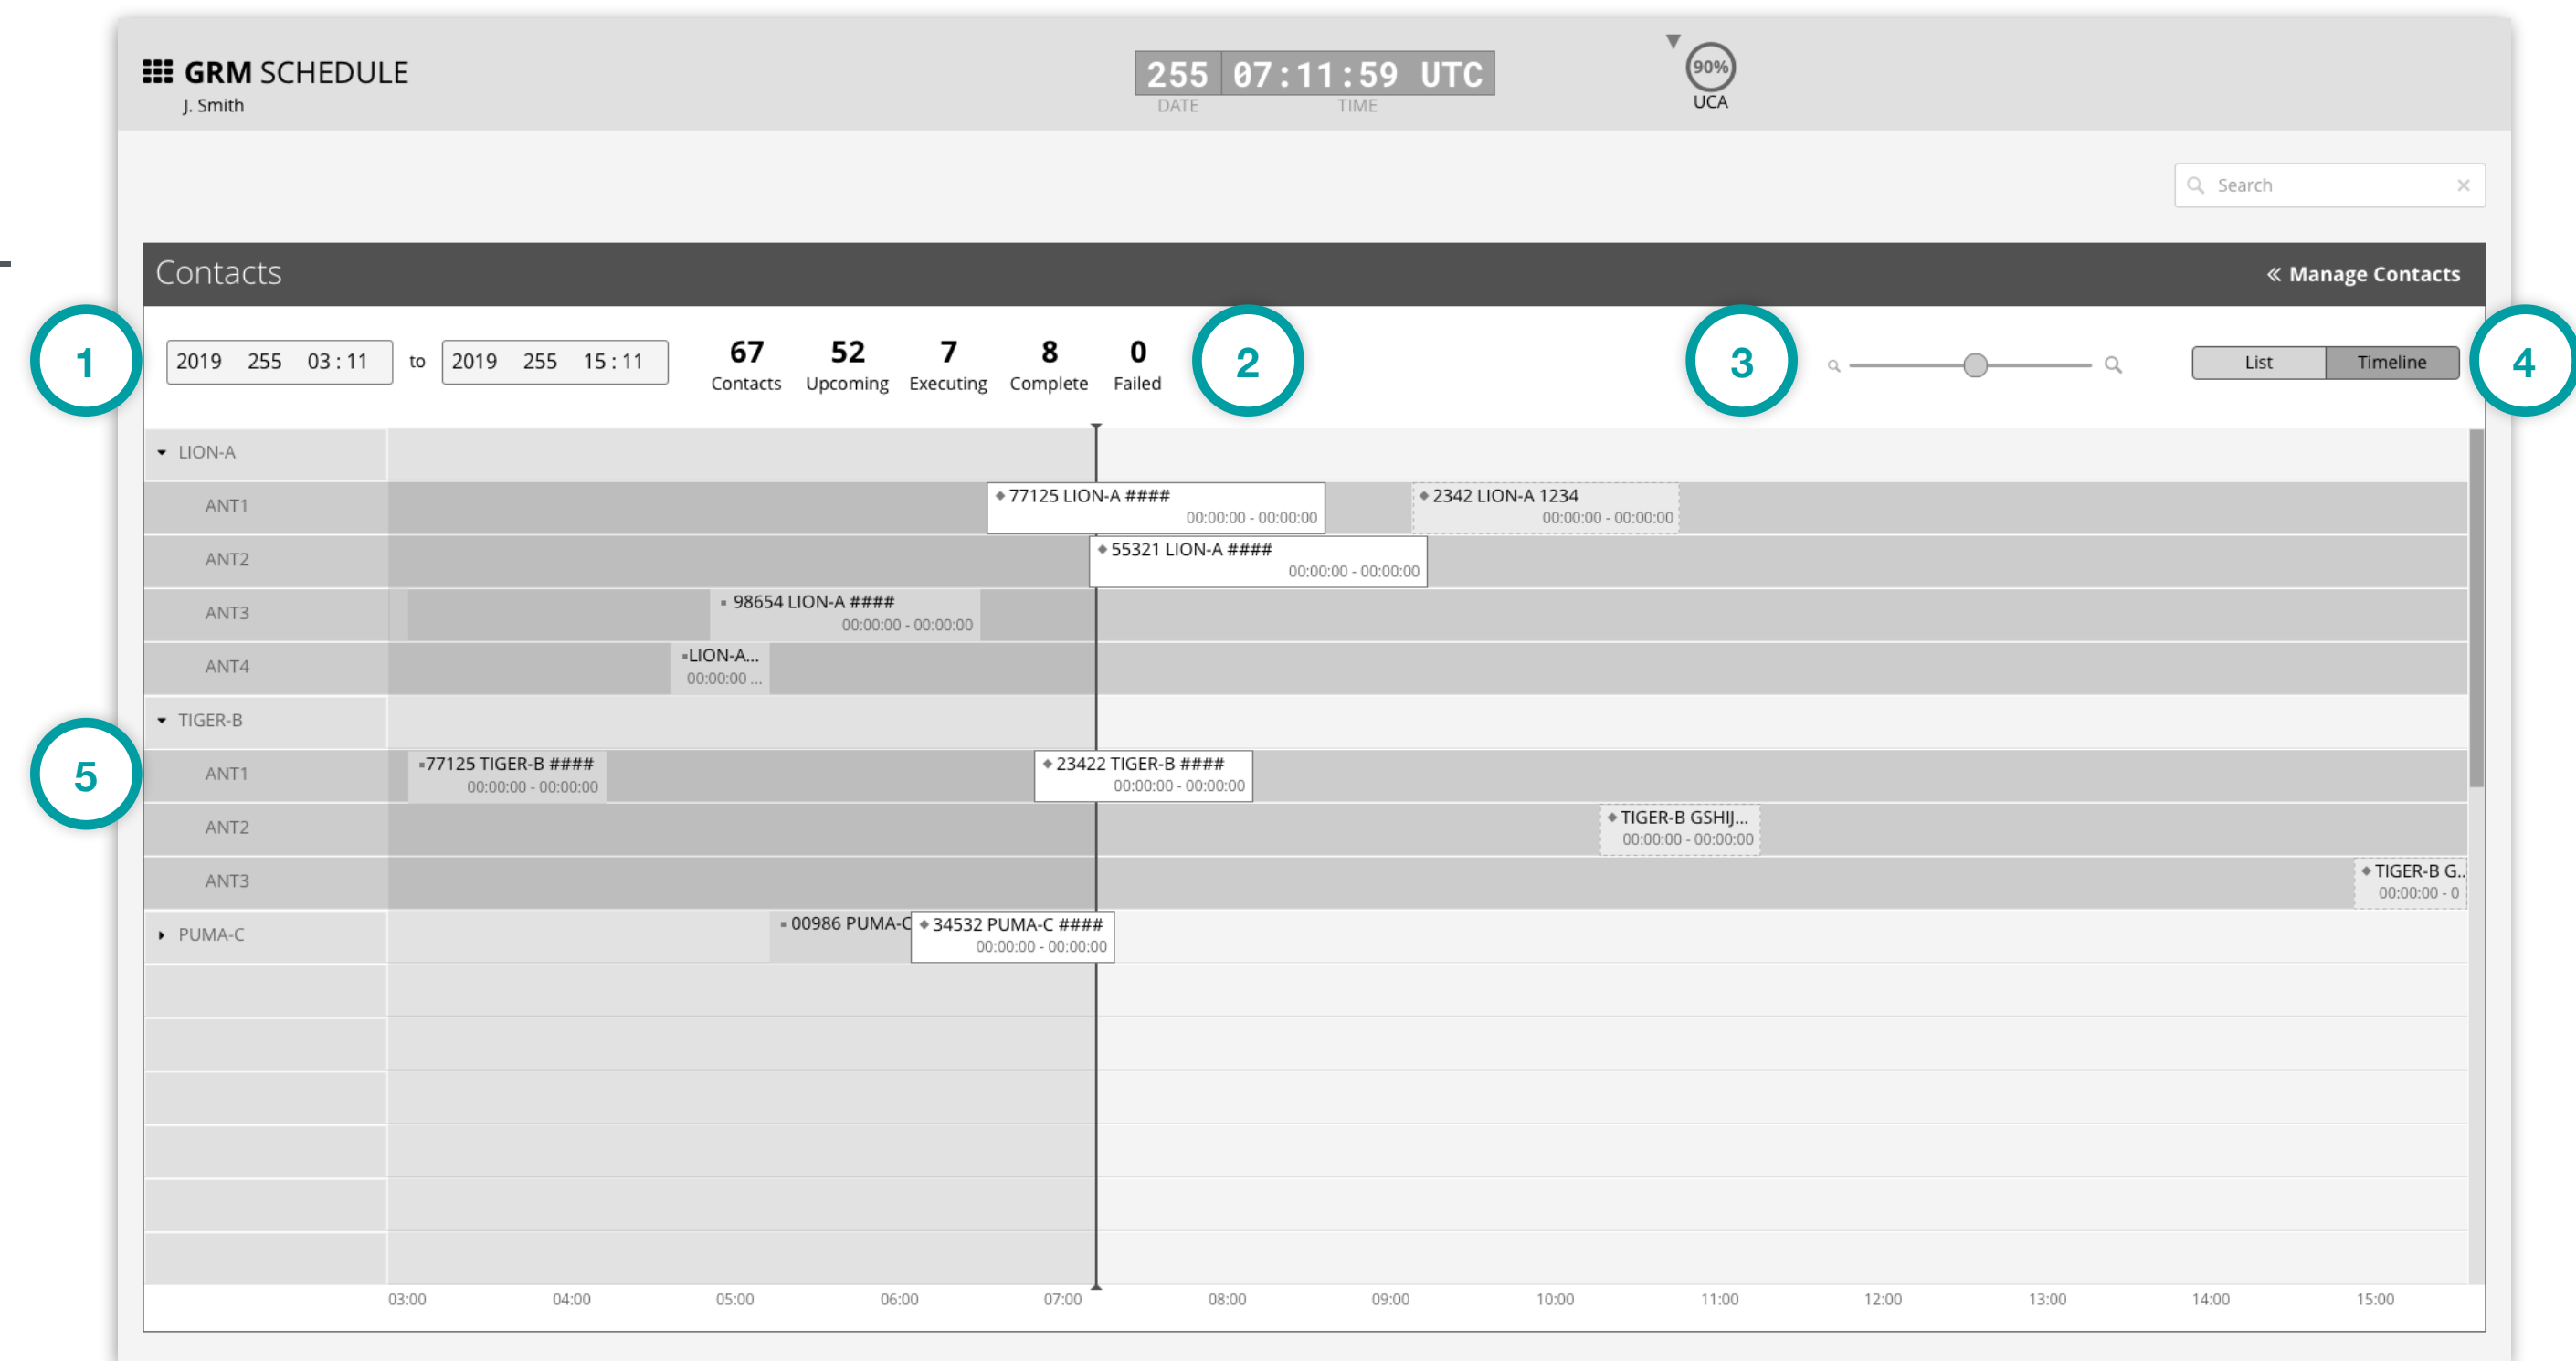 GRM SCHEDULE
J. Smith
255 07:11:59 UTC
DATE TIME
90%
UCA
Search
Contacts
Manage Contacts
1
2019 255 03 : 11 to 2019 255 15 : 11
67 52 7 8 0
Contacts Upcoming Executing Complete Failed
2
3
List Timeline
4
LION-A
ANT1
77125 LION-A ####
00:00:00 - 00:00:00
2342 LION-A 1234
00:00:00 - 00:00:00
ANT2
55321 LION-A ####
00:00:00 - 00:00:00
ANT3
98654 LION-A ####
00:00:00 - 00:00:00
ANT4
LION-A...
00:00:00 ...
TIGER-B
5
ANT1
77125 TIGER-B ####
00:00:00 - 00:00:00
23422 TIGER-B ####
00:00:00 - 00:00:00
ANT2
TIGER-B GSHIJ...
00:00:00 - 00:00:00
ANT3
TIGER-B G..
00:00:00 - 0
PUMA-C
00986 PUMA-C
34532 PUMA-C ####
00:00:00 - 00:00:00
03:00 04:00 05:00 06:00 07:00 08:00 09:00 10:00 11:00 12:00 13:00 14:00 15:00